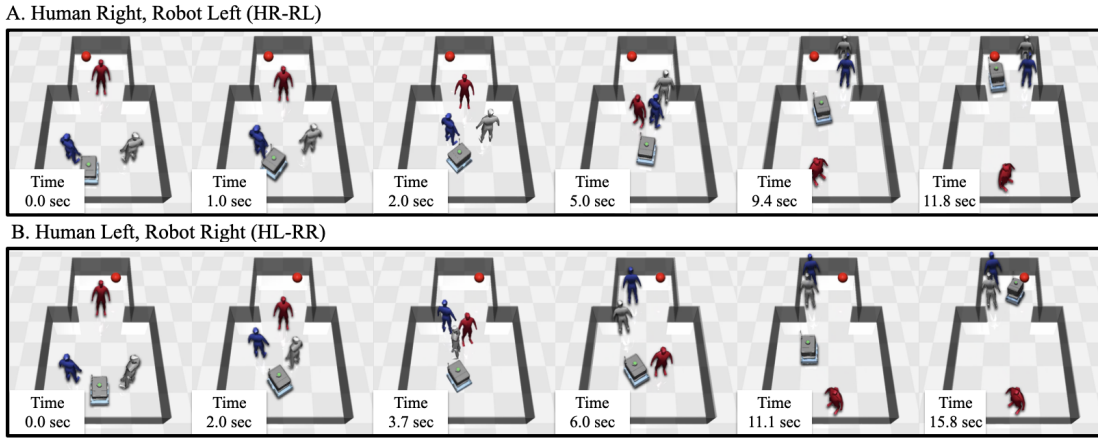 A. Human Right, Robot Left (HR-RL)
Time
0.0 sec
Time
1.0 sec
Time
2.0 sec
Time
5.0 sec
Time
9.4 sec
Time
11.8 sec
B. Human Left, Robot Right (HL-RR)
Time
0.0 sec
Time
2.0 sec
Time
3.7 sec
Time
6.0 sec
Time
11.1 sec
Time
15.8 sec